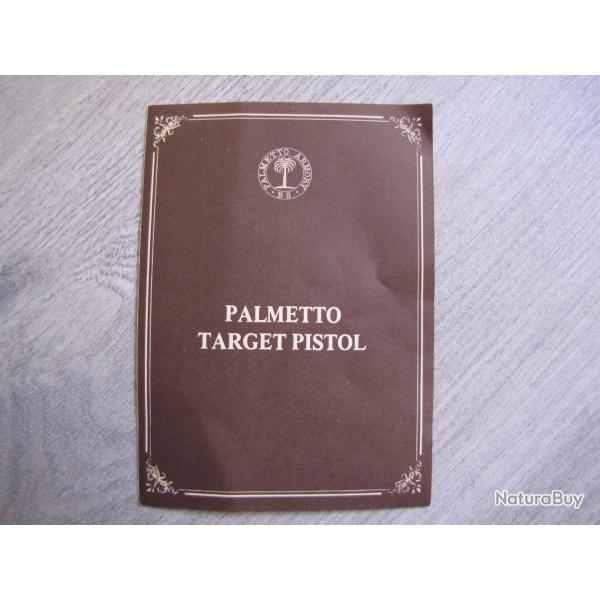 PALMETTO ARMORY
· BS ·
PALMETTO
TARGET PISTOL
NaturaBuy